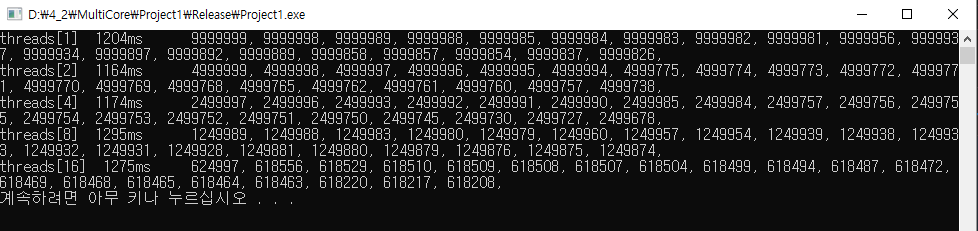 D:\4_2\MultiCore\Project1\Release\Project1.exe
threads[1]  1204ms      9999999, 9999998, 9999989, 9999988, 9999985, 9999984, 9999983, 9999982, 9999981, 9999956, 999993
7, 9999934, 9999897, 9999892, 9999889, 9999858, 9999857, 9999854, 9999837, 9999826,
threads[2]  1164ms      4999999, 4999998, 4999997, 4999996, 4999995, 4999994, 4999775, 4999774, 4999773, 4999772, 499977
1, 4999770, 4999769, 4999768, 4999765, 4999762, 4999761, 4999760, 4999757, 4999738,
threads[4]  1174ms      2499997, 2499996, 2499993, 2499992, 2499991, 2499990, 2499985, 2499984, 2499757, 2499756, 249975
5, 2499754, 2499753, 2499752, 2499751, 2499750, 2499745, 2499730, 2499727, 2499678,
threads[8]  1295ms      1249989, 1249988, 1249983, 1249980, 1249979, 1249960, 1249957, 1249954, 1249939, 1249938, 124993
3, 1249932, 1249931, 1249928, 1249881, 1249880, 1249879, 1249876, 1249875, 1249874,
threads[16]  1275ms      624997, 618556, 618529, 618510, 618509, 618508, 618507, 618504, 618499, 618494, 618487, 618472,
618469, 618468, 618465, 618464, 618463, 618220, 618217, 618208,
계속하려면 아무 키나 누르십시오 . . .